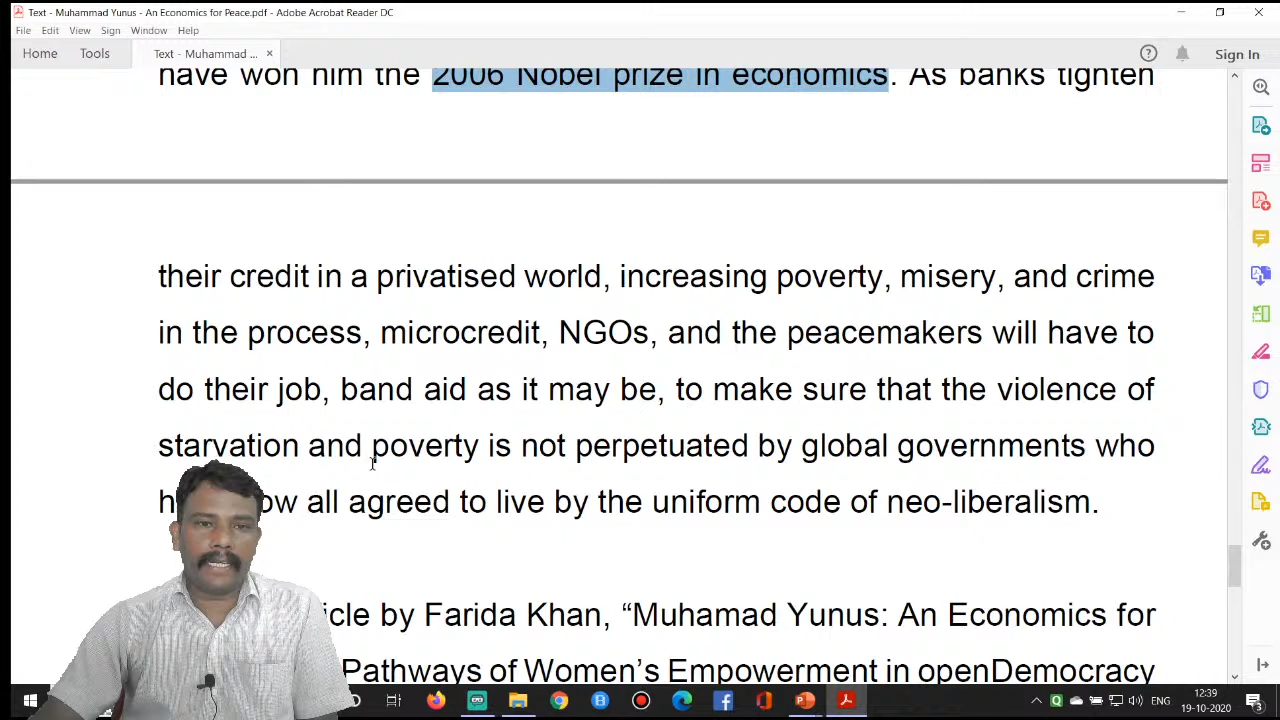 Text - Muhammad Yunus - An Economics for Peace.pdf - Adobe Acrobat Reader DC
File Edit View Sign Window Help
Home Tools Text - Muhammad ... Sign In
have won him the 2006 Nobel prize in economics. As banks tighten
their credit in a privatised world, increasing poverty, misery, and crime
in the process, microcredit, NGOs, and the peacemakers will have to
do their job, band aid as it may be, to make sure that the violence of
starvation and poverty is not perpetuated by global governments who
all agreed to live by the uniform code of neo-liberalism.
by Farida Khan, “Muhamad Yunus: An Economics for
Pathways of Women’s Empowerment in openDemocracy
ENG
12:39
19-10-2020